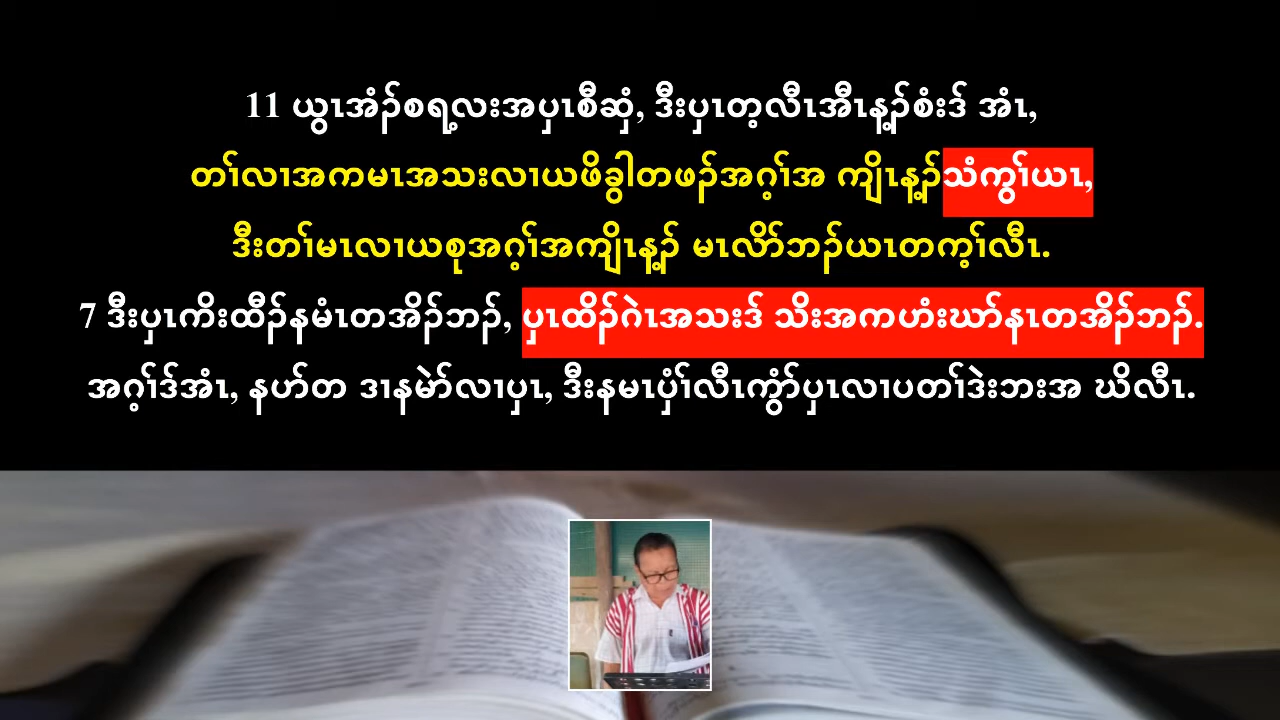 11 ယွၤအံၣ်စရ့လးအပှၤစီဆှံ, ဒီးပှၤတ့လီၤအီၤန့ၣ်စံးဒ် အံၤ,
တၢ်လၢအကမၤအသးလၢယဖိခွါတဖၣ်အဂ့ၢ်အ ကျိၤန့ၣ်သံကွၢ်ယၤ,
ဒီးတၢ်မၤလၢယစုအဂ့ၢ်အကျိၤန့ၣ် မၤလိာ်ဘၣ်ယၤတက့ၢ်လီၤ.
7 ဒီးပှၤကိးထီၣ်နမံၤတအိၣ်ဘၣ်, ပှၤထိၣ်ဂဲၤအသးဒ် သိးအကဟံးဃာ်နၤတအိၣ်ဘၣ်.
အဂ့ၢ်ဒ်အံၤ, နဟ်တ ဒၢနမဲာ်လၢပှၤ, ဒီးနမၤပှံၢ်လီၤကွံာ်ပှၤလၢပတၢ်ဒဲးဘးအ ဃိလီၤ.